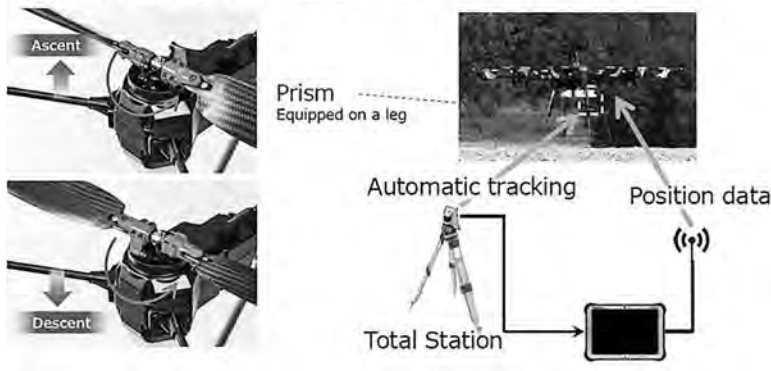 Ascent
Descent
Prism
Equipped on a leg
Automatic tracking
Position data
Total Station